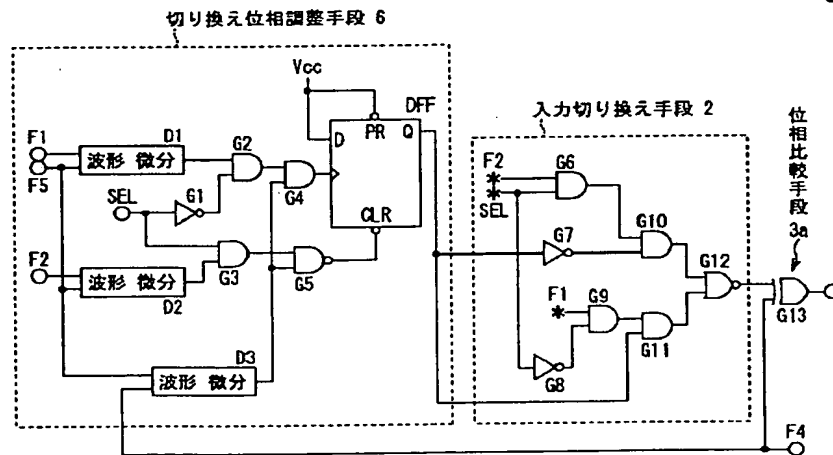 切り換え位相調整手段 6
Vcc
DFF
D
PR
Q
CLR
F1
F5
D1
波形 微分
G2
G4
SEL
G1
G3
G5
F2
波形 微分
D2
D3
波形 微分
入力切り換え手段 2
F2
SEL
G6
G7
G10
F1
G9
G8
G11
G12
位相比較手段
3a
G13
F4